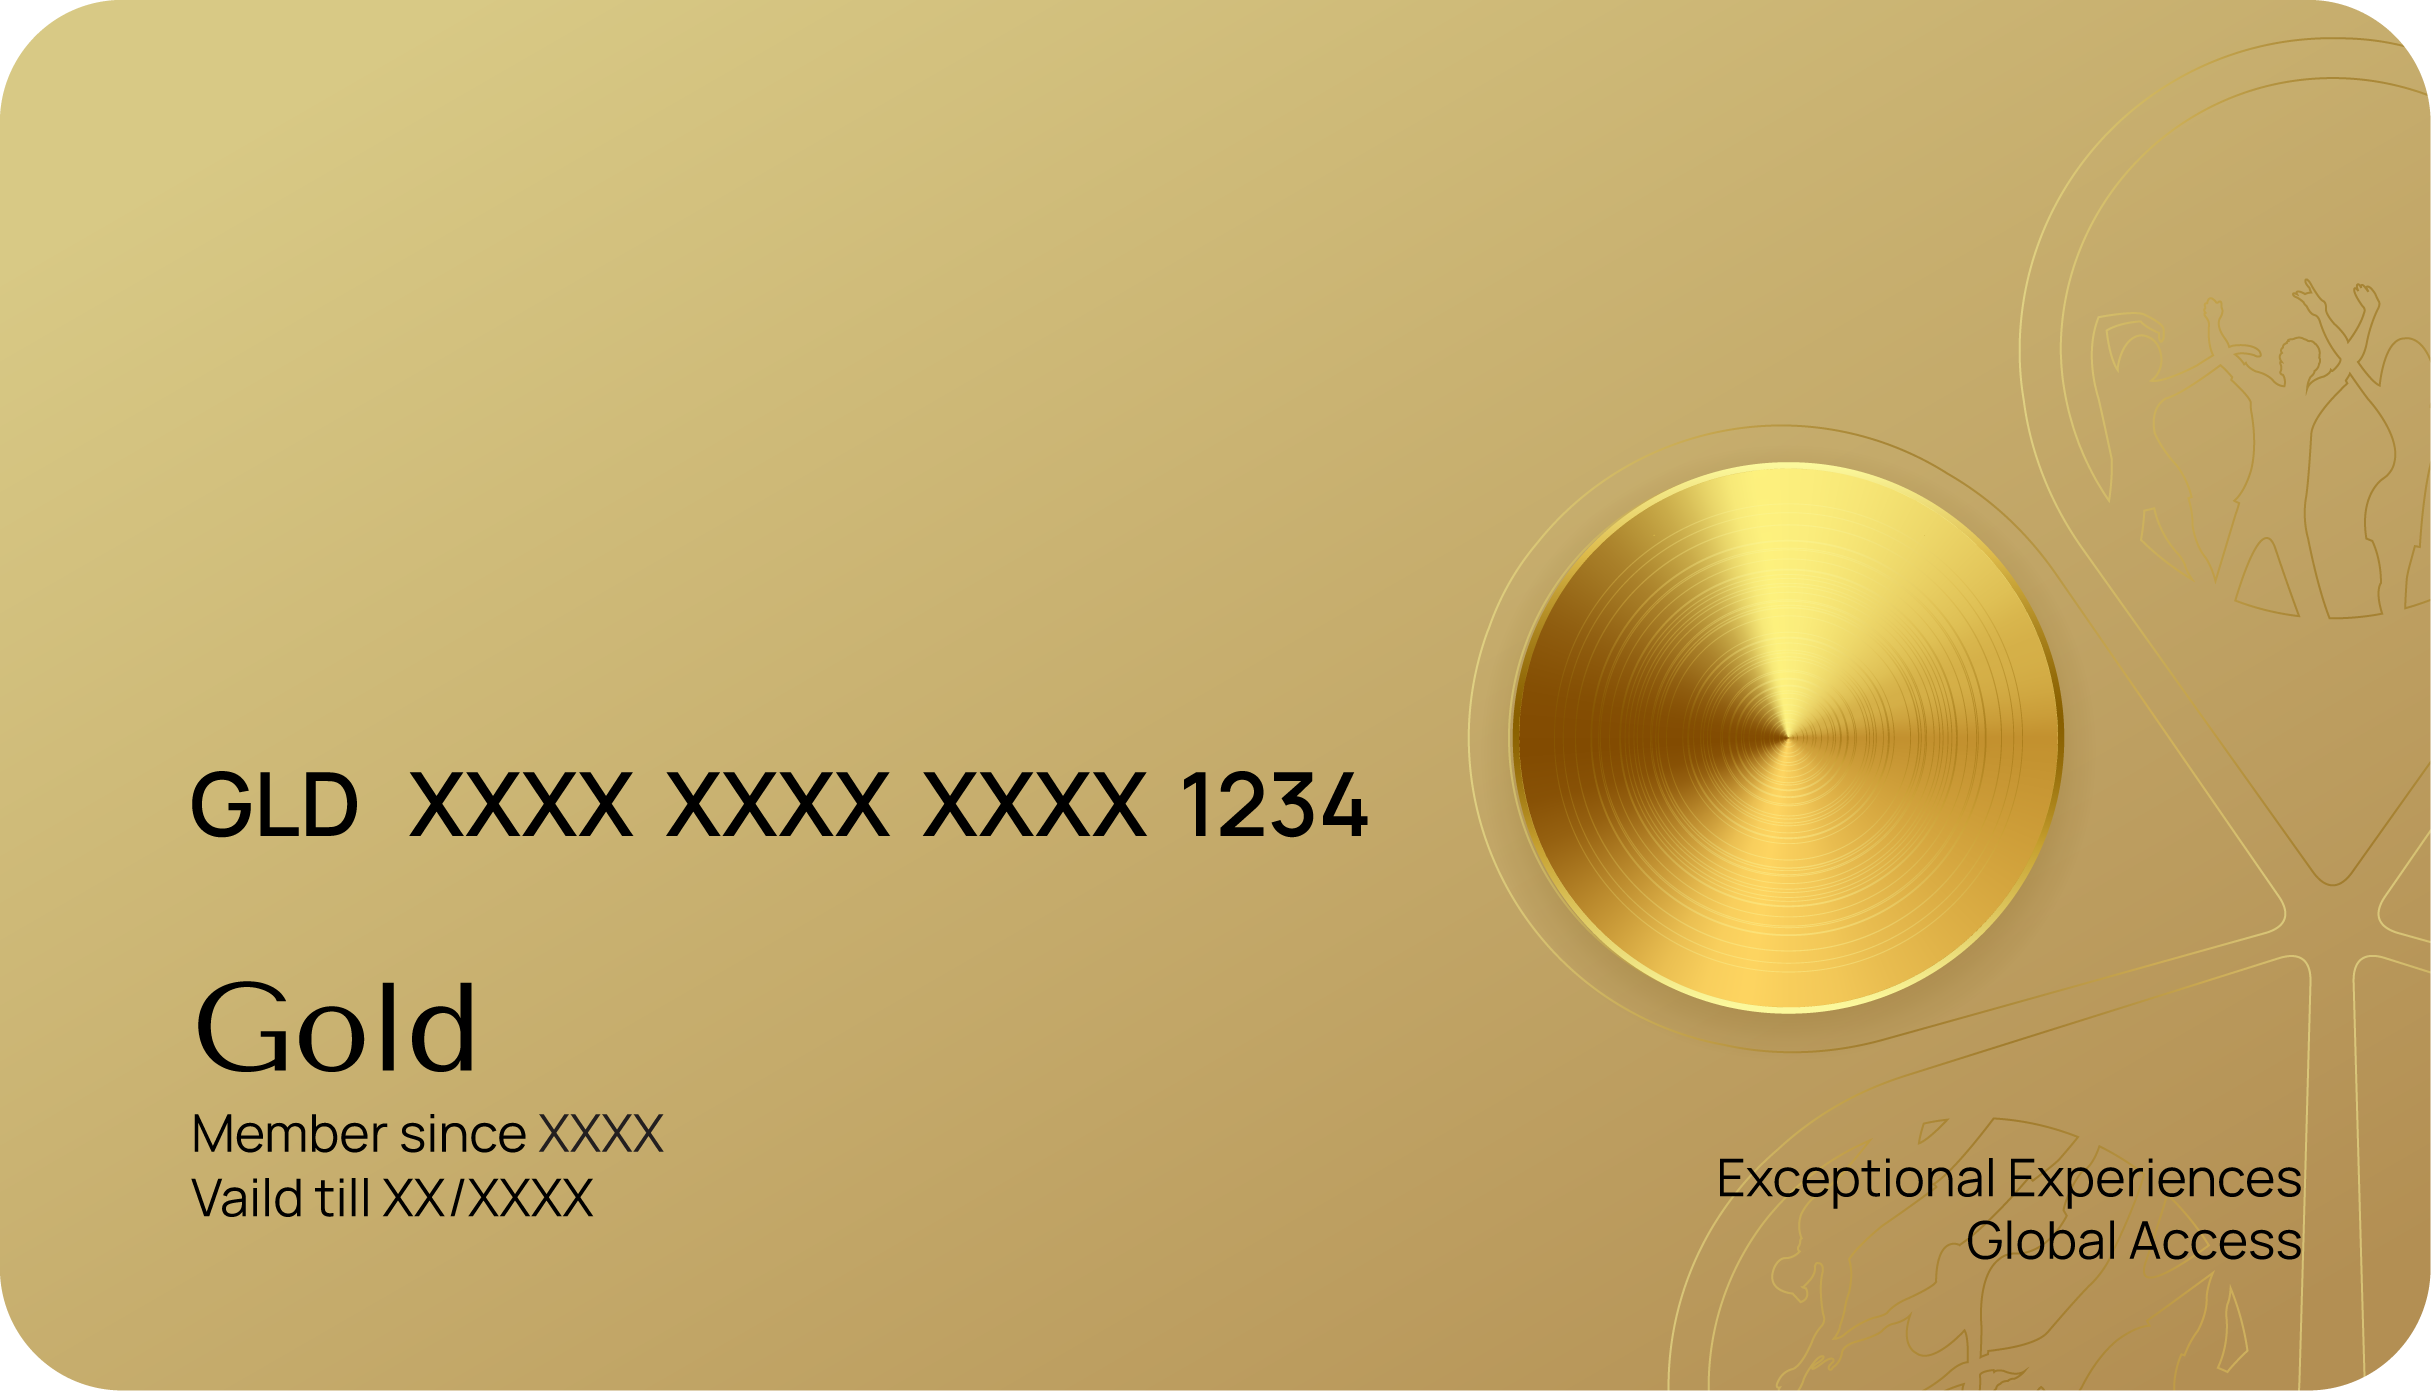 GLD XXXX XXXX XXXX 1234
Gold
Member since XXXX
Vaild till XX/XXXX
Exceptional Experiences
Global Access